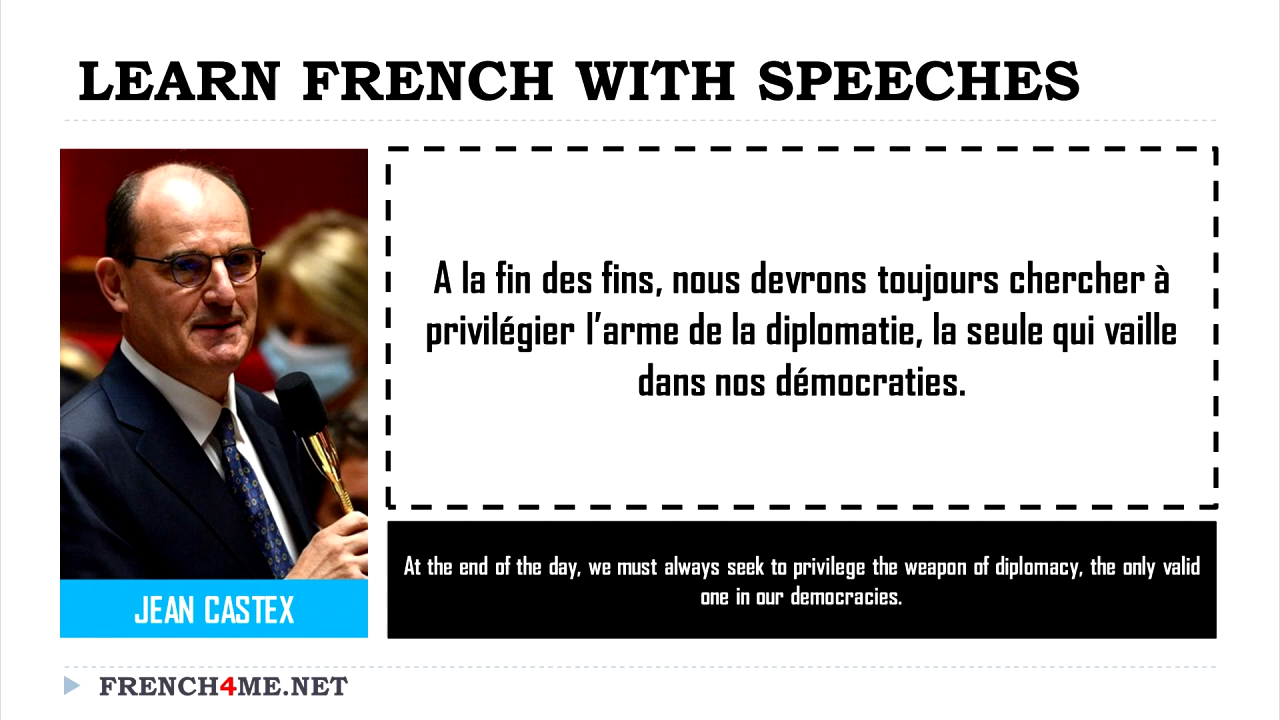 LEARN FRENCH WITH SPEECHES
A la fin des fins, nous devrons toujours chercher à
privilégier l’arme de la diplomatie, la seule qui vaille
dans nos démocraties.
At the end of the day, we must always seek to privilege the weapon of diplomacy, the only valid
one in our democracies.
JEAN CASTEX
FRENCH4ME.NET